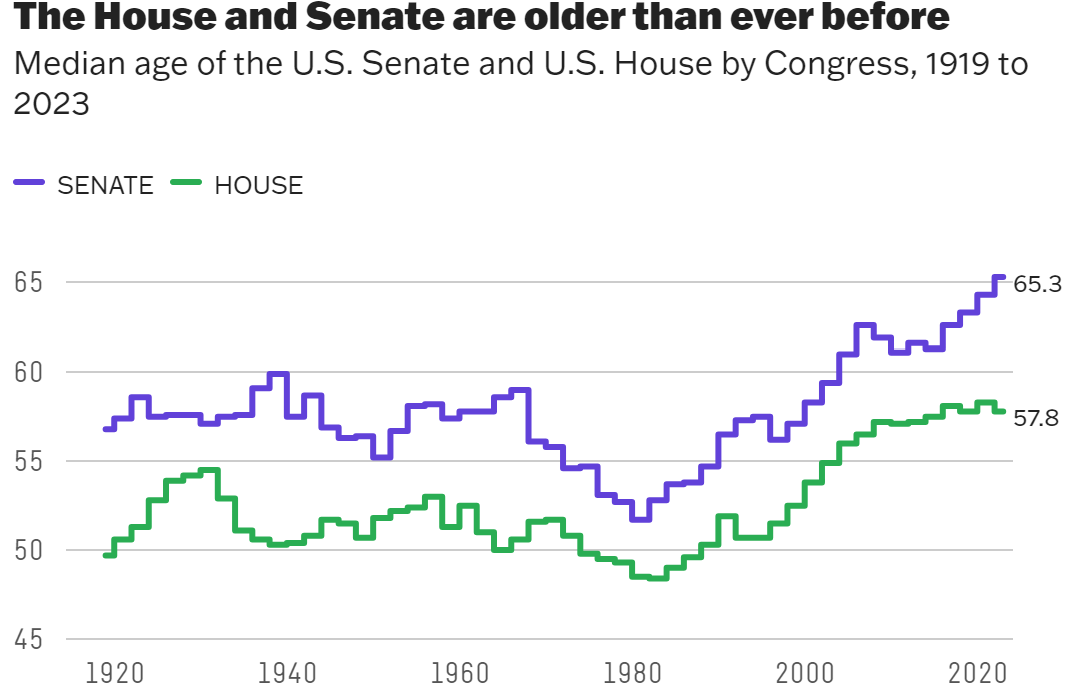 The House and Senate are older than ever before
Median age of the U.S. Senate and U.S. House by Congress, 1919 to
2023
SENATE HOUSE
65
65.3
60
57.8
55
50
45
1920 1940 1960 1980 2000 2020